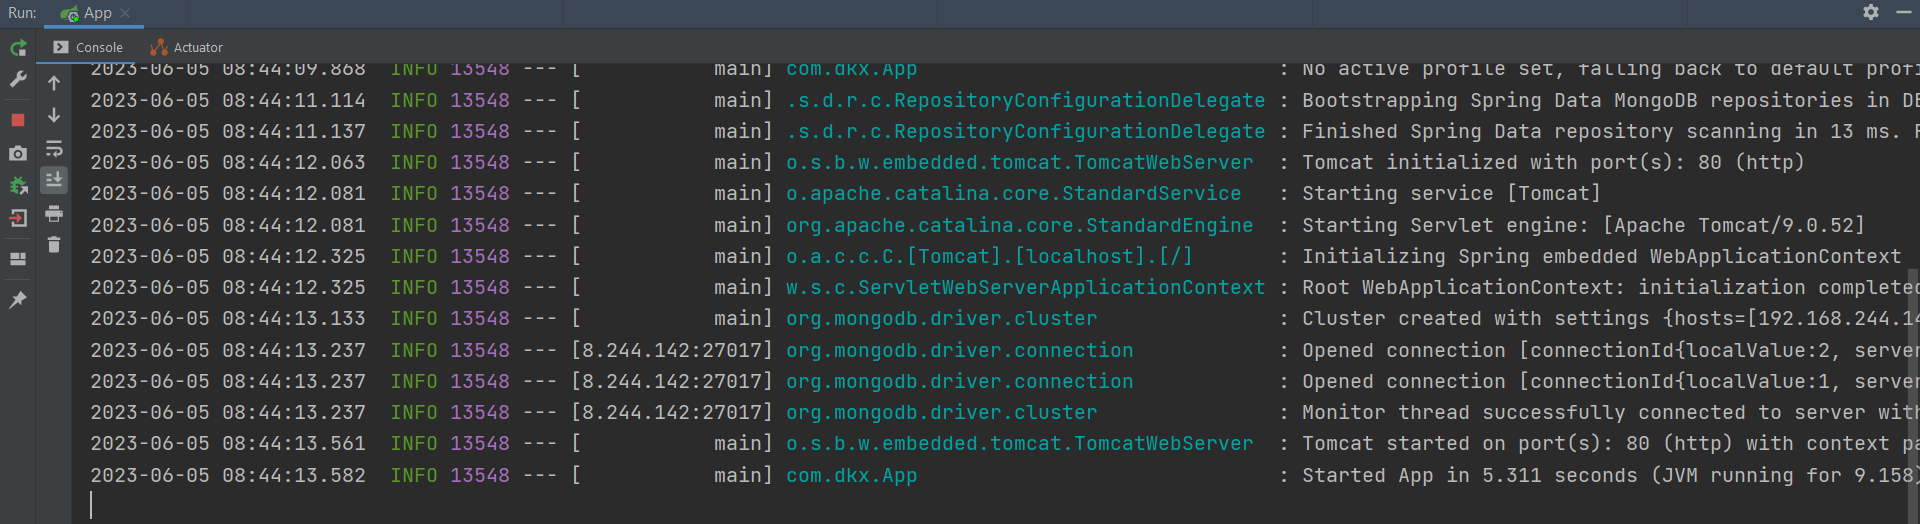 Run: App
Console Actuator
2023-06-05 08:44:09.868 INFO 13548 --- [ main] com.dkx.App : No active profile set, falling back to default
2023-06-05 08:44:11.114 INFO 13548 --- [ main] .s.d.r.c.RepositoryConfigurationDelegate : Bootstrapping Spring Data MongoDB repositories in
2023-06-05 08:44:11.137 INFO 13548 --- [ main] .s.d.r.c.RepositoryConfigurationDelegate : Finished Spring Data repository scanning in 13 ms.
2023-06-05 08:44:12.063 INFO 13548 --- [ main] o.s.b.w.embedded.tomcat.TomcatWebServer : Tomcat initialized with port(s): 80 (http)
2023-06-05 08:44:12.081 INFO 13548 --- [ main] o.apache.catalina.core.StandardService : Starting service [Tomcat]
2023-06-05 08:44:12.081 INFO 13548 --- [ main] org.apache.catalina.core.StandardEngine : Starting Servlet engine: [Apache Tomcat/9.0.52]
2023-06-05 08:44:12.325 INFO 13548 --- [ main] o.a.c.c.C.[Tomcat].[localhost].[/] : Initializing Spring embedded WebApplicationContext
2023-06-05 08:44:12.325 INFO 13548 --- [ main] w.s.c.ServletWebServerApplicationContext : Root WebApplicationContext: initialization completed
2023-06-05 08:44:13.133 INFO 13548 --- [ main] org.mongodb.driver.cluster : Cluster created with settings {hosts=[192.168.244.14
2023-06-05 08:44:13.237 INFO 13548 --- [8.244.142:27017] org.mongodb.driver.connection : Opened connection [connectionId{localValue:2, server
2023-06-05 08:44:13.237 INFO 13548 --- [8.244.142:27017] org.mongodb.driver.connection : Opened connection [connectionId{localValue:1, server
2023-06-05 08:44:13.237 INFO 13548 --- [8.244.142:27017] org.mongodb.driver.cluster : Monitor thread successfully connected to server with
2023-06-05 08:44:13.561 INFO 13548 --- [ main] o.s.b.w.embedded.tomcat.TomcatWebServer : Tomcat started on port(s): 80 (http) with context pa
2023-06-05 08:44:13.582 INFO 13548 --- [ main] com.dkx.App : Started App in 5.311 seconds (JVM running for 9.158)